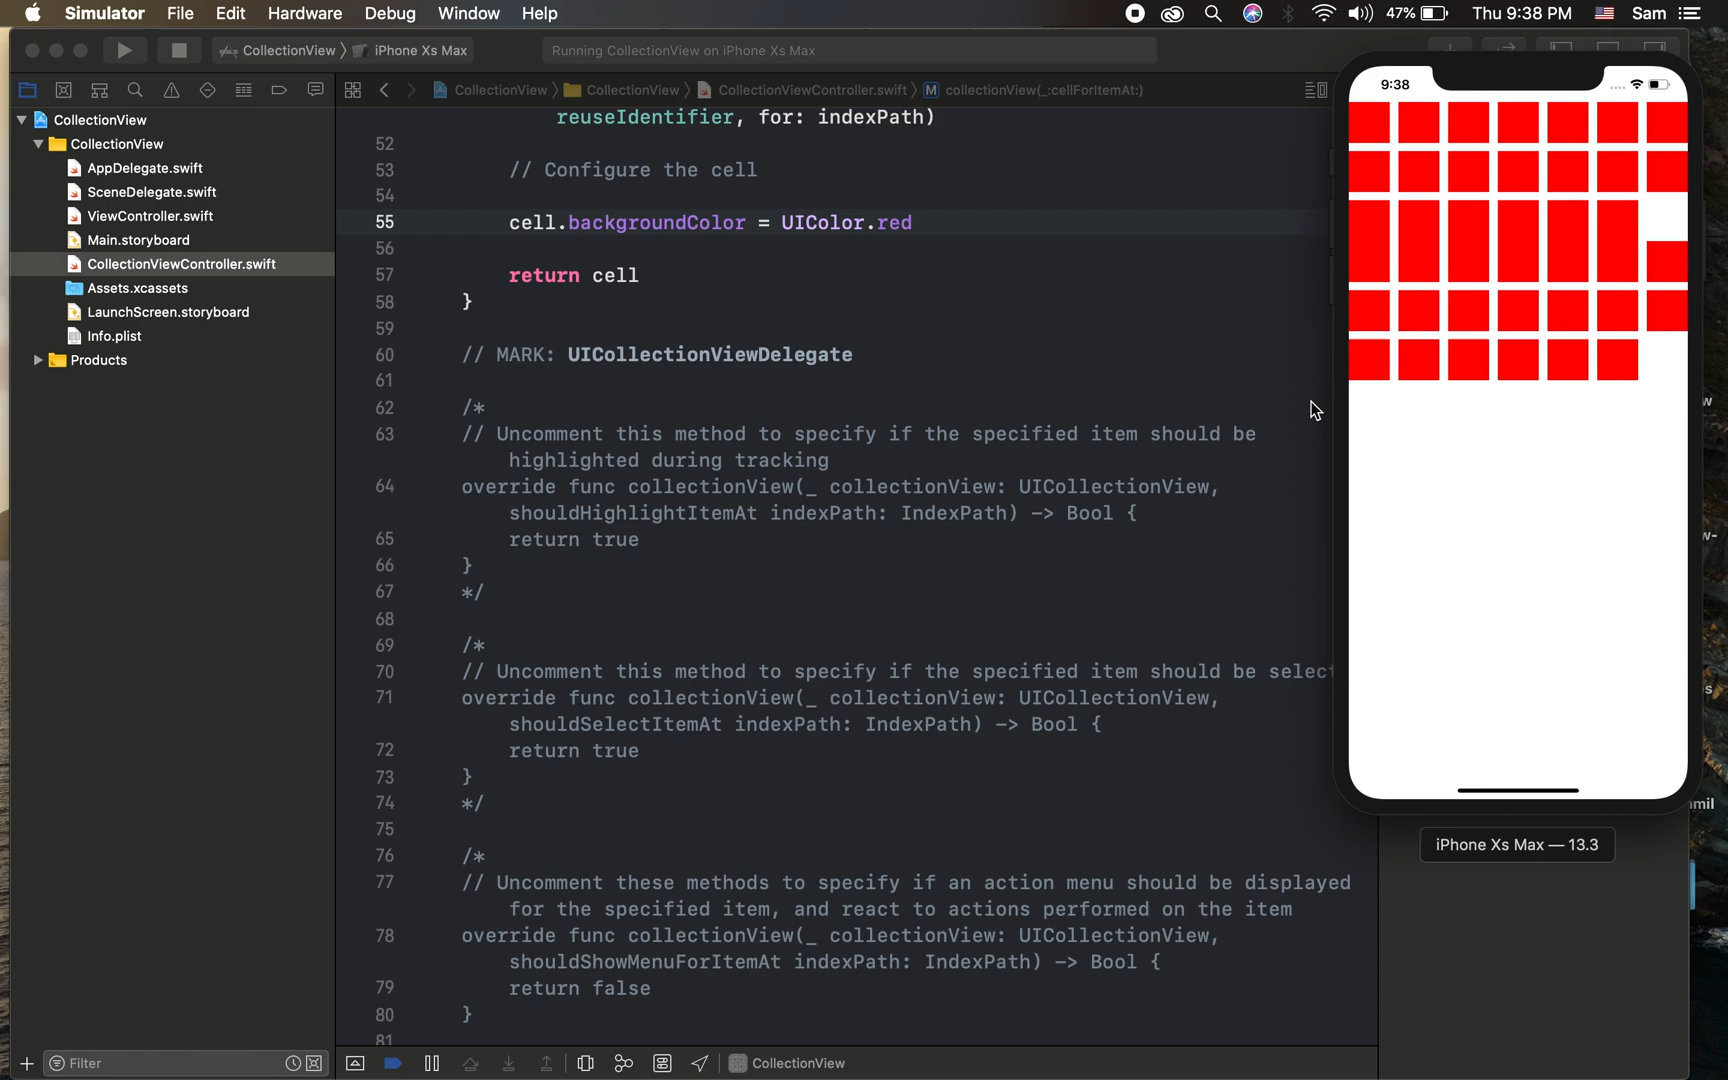 Simulator File Edit Hardware Debug Window Help 47% Thu 9:38 PM Sam
CollectionView iPhone Xs Max Running CollectionView on iPhone Xs Max
CollectionView CollectionView CollectionViewController.swift M collectionView(_:cellForItemAt:)
CollectionView
CollectionView
AppDelegate.swift
SceneDelegate.swift
ViewController.swift
Main.storyboard
CollectionViewController.swift
Assets.xcassets
LaunchScreen.storyboard
Info.plist
Products
reuseIdentifier, for: indexPath)
52
53 // Configure the cell
54
55 cell.backgroundColor = UIColor.red
56
57 return cell
58 }
59
60 // MARK: UICollectionViewDelegate
61
62 /*
63 // Uncomment this method to specify if the specified item should be
highlighted during tracking
64 override func collectionView(_ collectionView: UICollectionView,
shouldHighlightItemAt indexPath: IndexPath) -> Bool {
65 return true
66 }
67 */
68
69 /*
70 // Uncomment this method to specify if the specified item should be select
71 override func collectionView(_ collectionView: UICollectionView,
shouldSelectItemAt indexPath: IndexPath) -> Bool {
72 return true
73 }
74 */
75
76 /*
77 // Uncomment these methods to specify if an action menu should be displayed
for the specified item, and react to actions performed on the item
78 override func collectionView(_ collectionView: UICollectionView,
shouldShowMenuForItemAt indexPath: IndexPath) -> Bool {
79 return false
80 }
81
9:38
iPhone Xs Max — 13.3
Filter
CollectionView